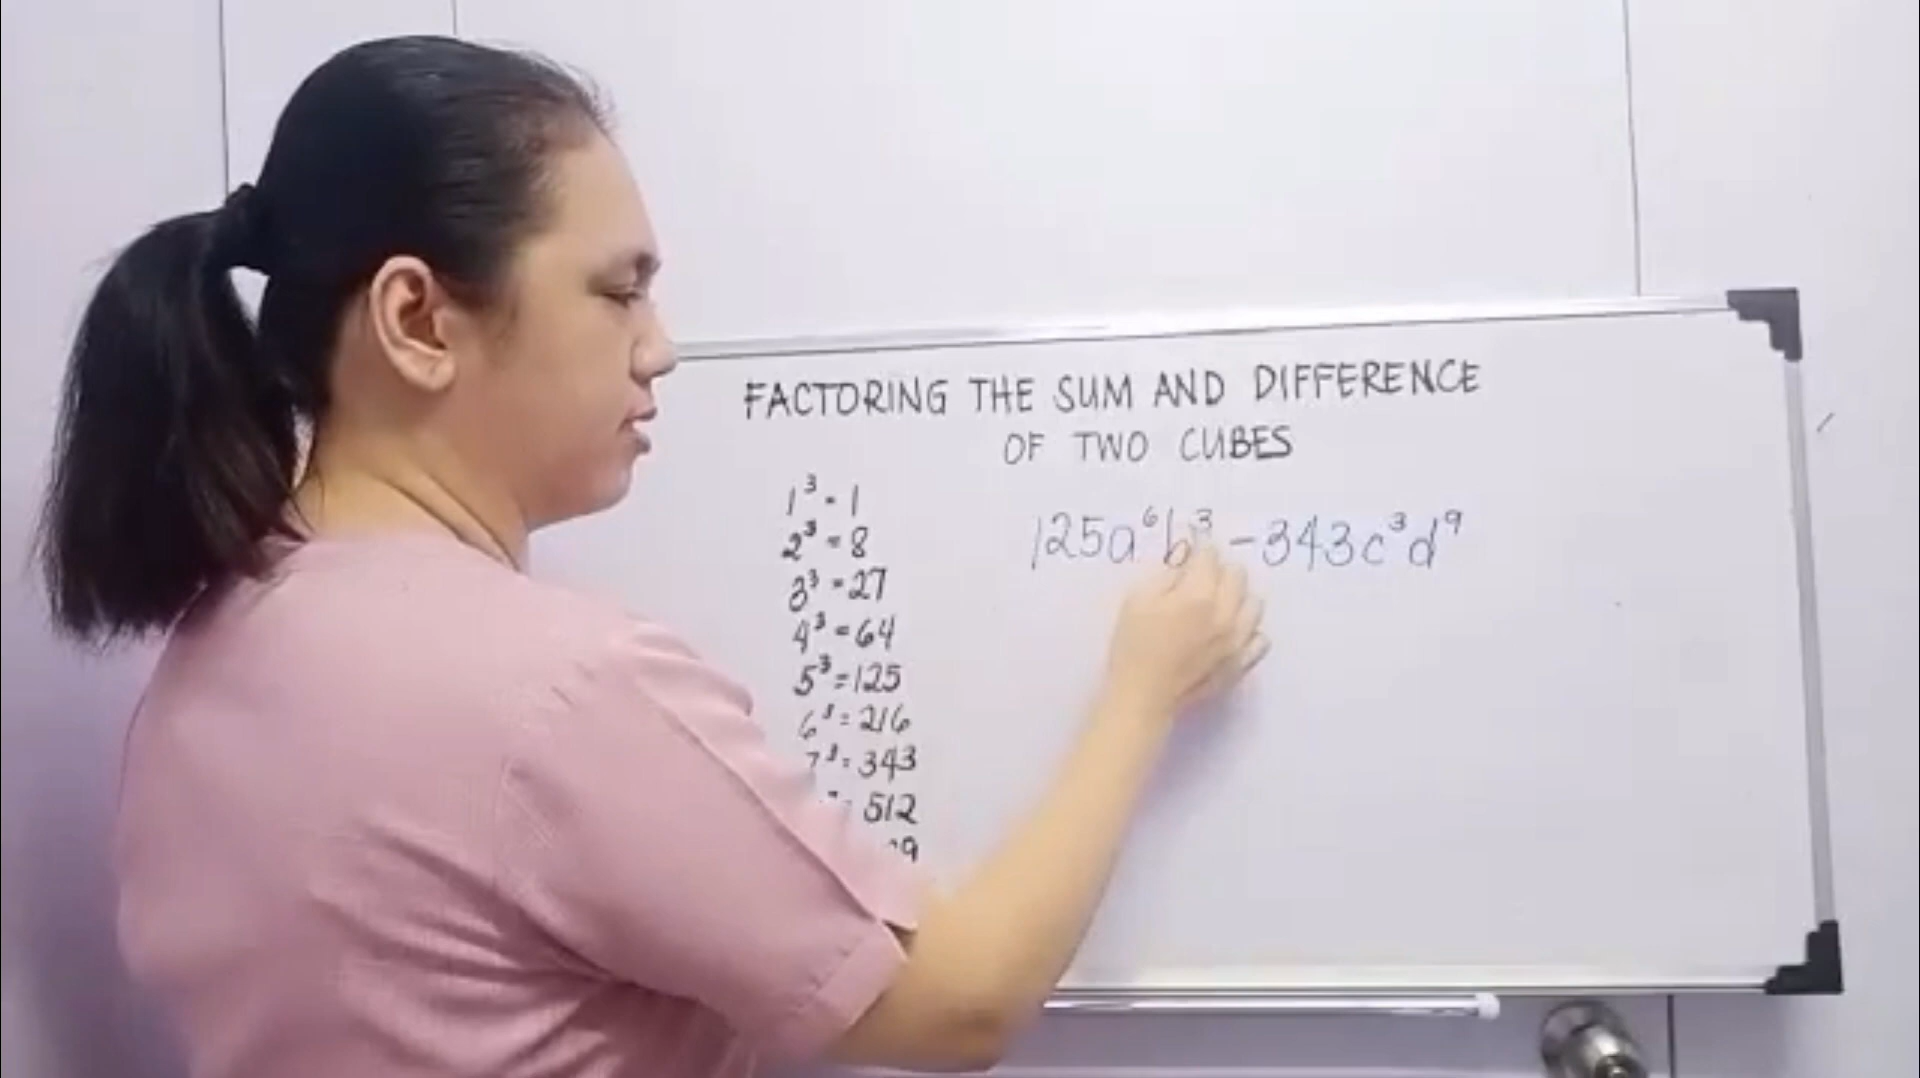 FACTORING THE SUM AND DIFFERENCE
OF TWO CUBES
1³ = 1
2³ = 8
3³ = 27
4³ = 64
5³ = 125
6³ = 216
7³ = 343
= 512
9
125a⁶b³ - 343c³d⁹